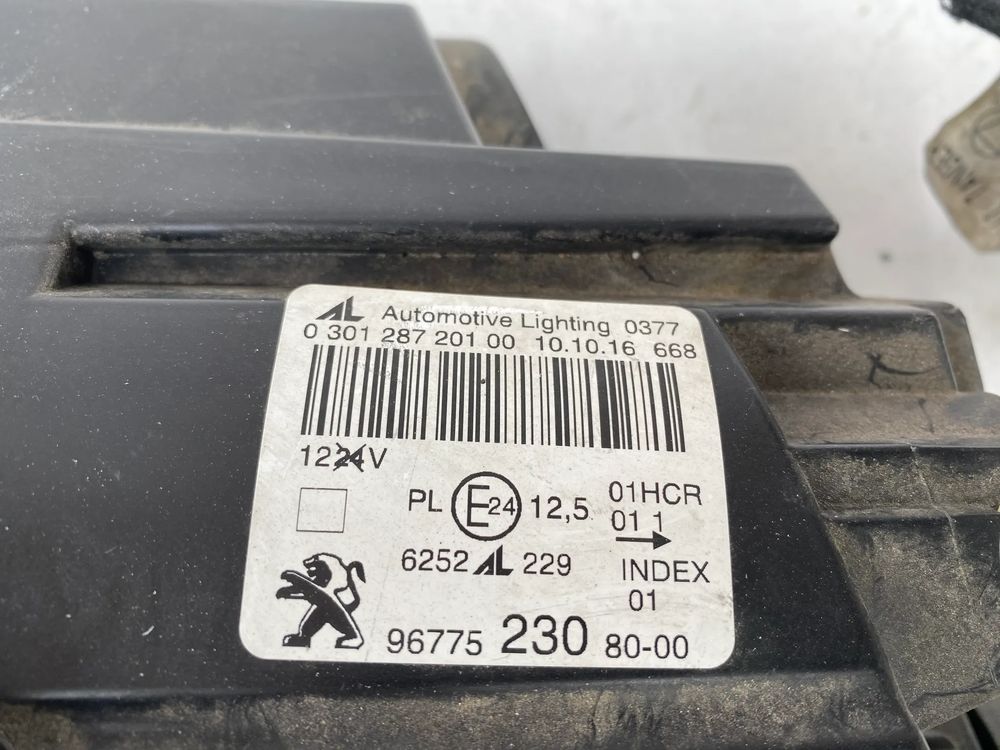 AL Automotive Lighting 0377
0 301 287 201 00 10.10.16 668
1224V
PL E24 12,5 01HCR
01 1
6252 AL 229 INDEX
01
96775 230 80-00